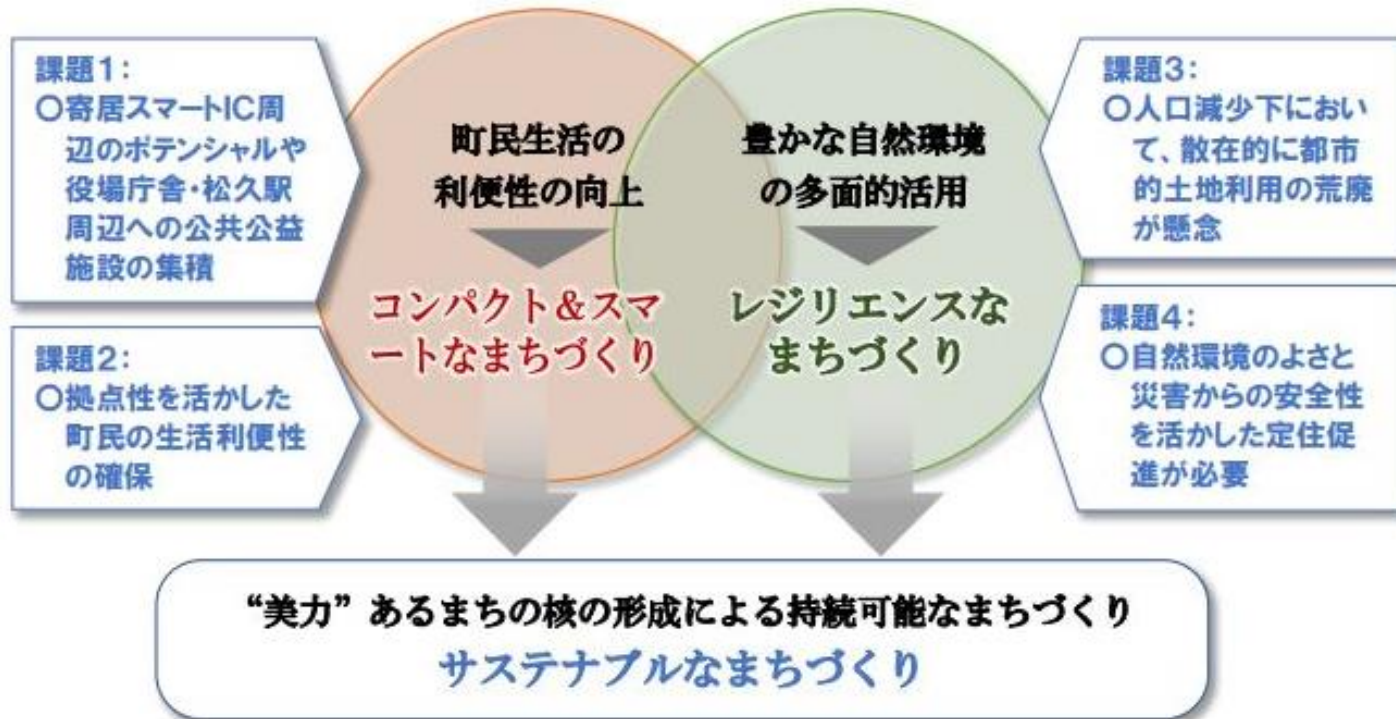 課題1：
○寄居スマートIC周
辺のポテンシャルや
役場庁舎・松久駅
周辺への公共公益
施設の集積
課題2：
○拠点性を活かした
町民の生活利便性
の確保
町民生活の
利便性の向上
コンパクト＆スマ
ートなまちづくり
豊かな自然環境
の多面的活用
レジリエンスな
まちづくり
課題3：
○人口減少下におい
て、散在的に都市
的土地利用の荒廃
が懸念
課題4：
○自然環境のよさと
災害からの安全性
を活かした定住促
進が必要
“美力”あるまちの核の形成による持続可能なまちづくり
サステナブルなまちづくり